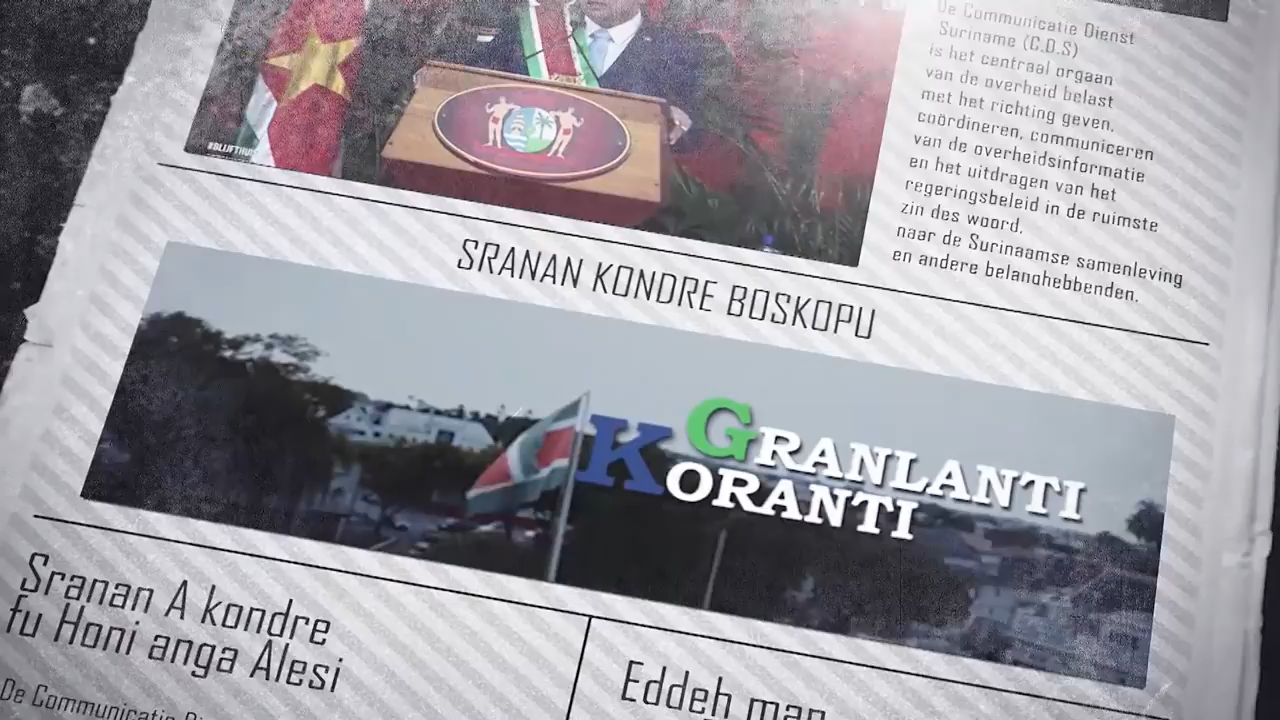 De Communicatie Dienst
Suriname (C.D.S)
is het centraal orgaan
van de overheid belast
met het richting geven,
coördineren, communiceren
van de overheidsinformatie
en het uitdragen van het
regeringsbeleid in de ruimste
zin des woord,
naar de Surinaamse samenleving
en andere belanghebbenden.
SRANAN KONDRE BOSKOPU
GRANLANTI
KORANTI
Sranan A kondre
fu Honi anga Alesi
De Communicatie
Eddeh man